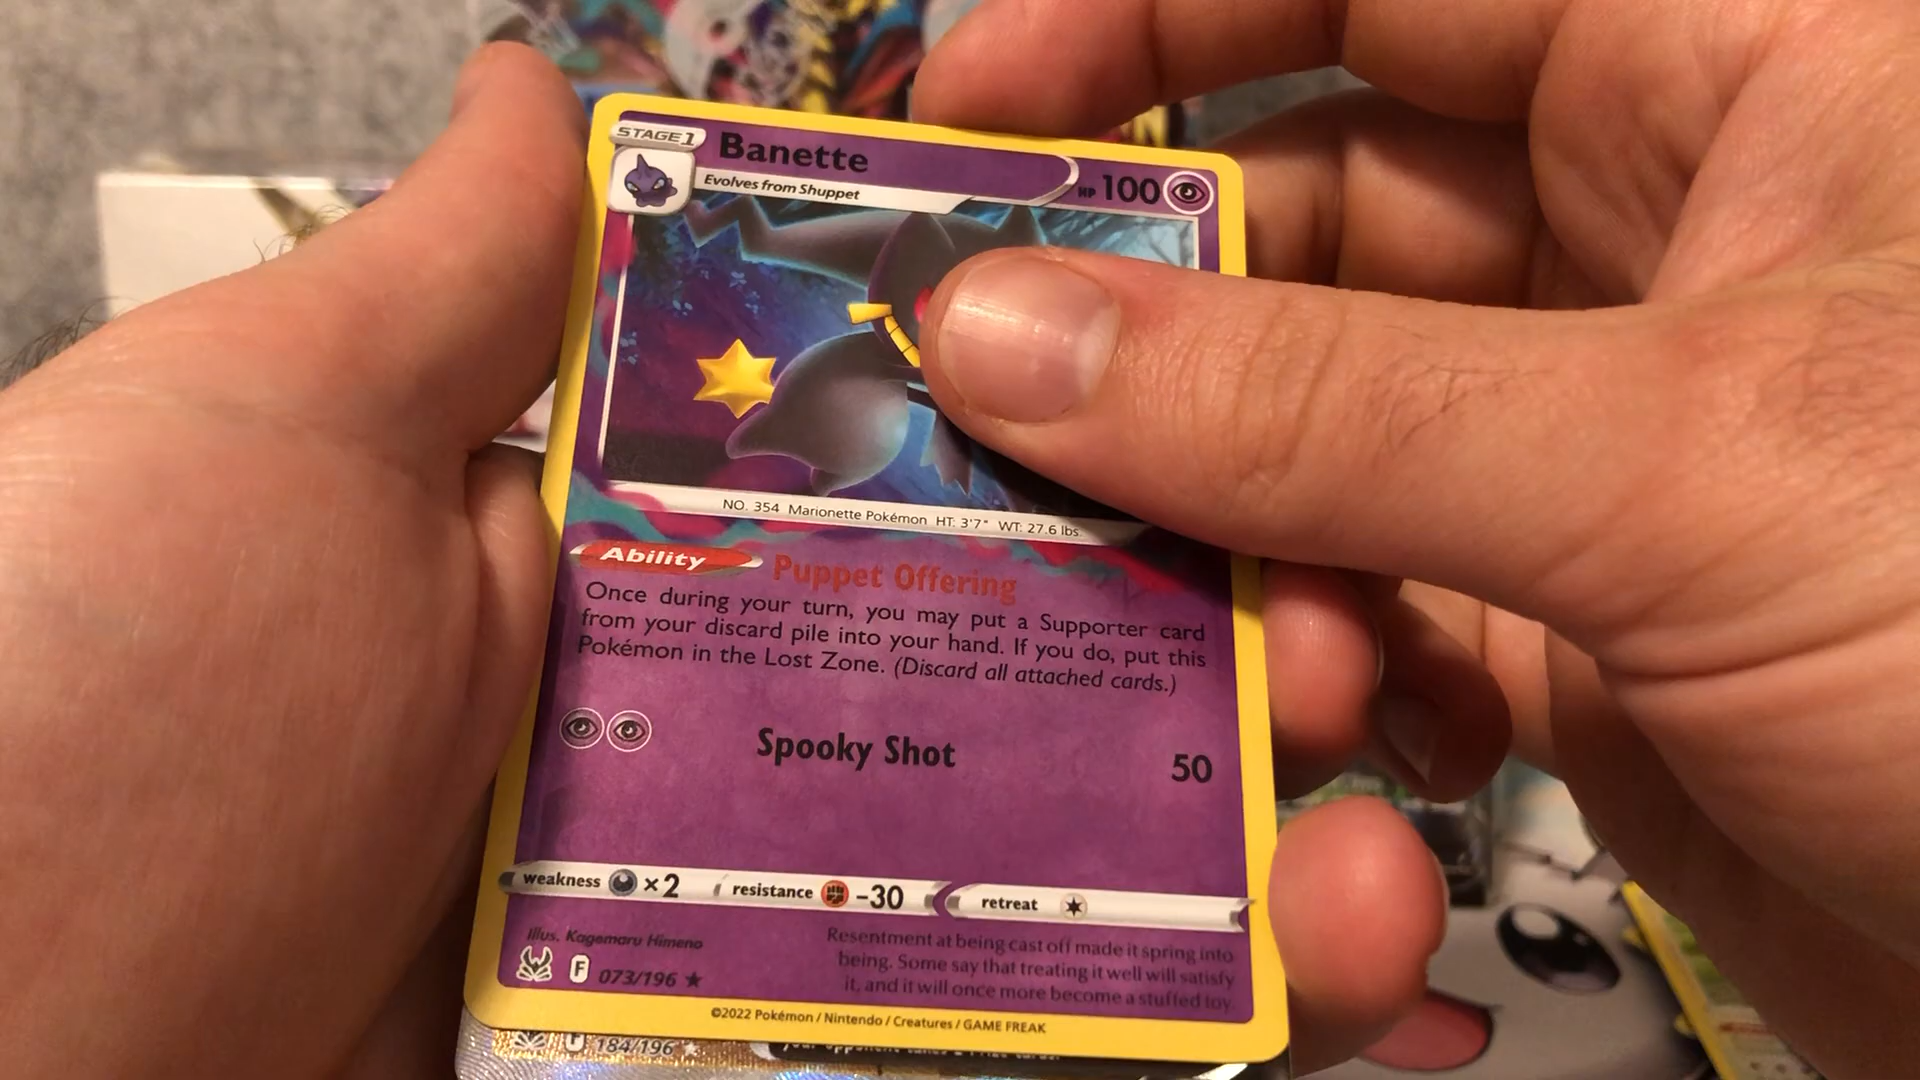 STAGE 1
Banette
Evolves from Shuppet
HP 100
NO. 354 Marionette Pokémon HT: 3'7" WT: 27.6 lbs.
Ability Puppet Offering
Once during your turn, you may put a Supporter card
from your discard pile into your hand. If you do, put this
Pokémon in the Lost Zone. (Discard all attached cards.)
Spooky Shot 50
weakness ×2 resistance -30 retreat
Illus. Kagemaru Himeno
F 073/196
Resentment at being cast off made it spring into
being. Some say that treating it well will satisfy
it, and it will once more become a stuffed toy.
©2022 Pokémon / Nintendo / Creatures / GAME FREAK
F 184/196